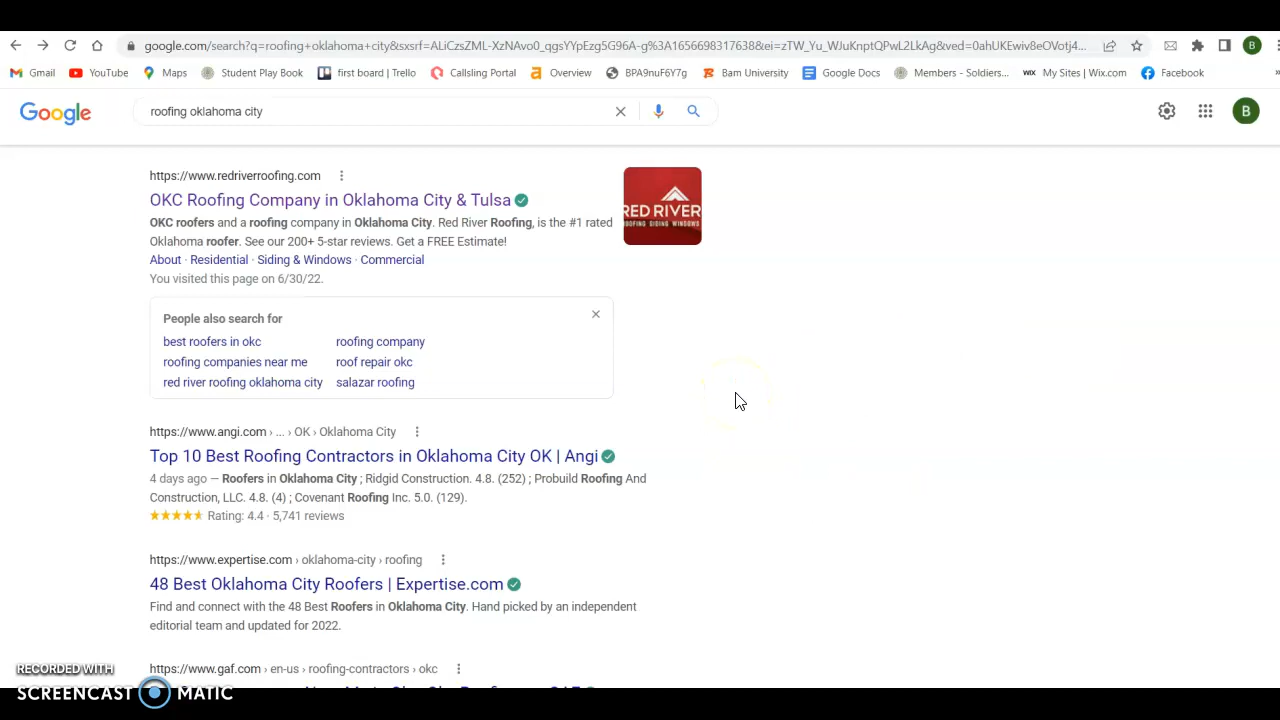 google.com/search?q=roofing+oklahoma+city&sxsrf=ALiCzsZML-XzNAvo0_qgsYYpEzg5G96A-g%3A1656698317638&ei=zTW_Yu_WJuKnptQPwL2LkAg&ved=0ahUKEwiv8eOVotj4...
B
Gmail YouTube Maps Student Play Book first board | Trello Callsling Portal Overview BPA9nuF6Y7g Bam University Google Docs Members - Soldiers... WIX My Sites | Wix.com Facebook »
Google roofing oklahoma city B
https://www.redriverroofing.com
OKC Roofing Company in Oklahoma City & Tulsa
OKC roofers and a roofing company in Oklahoma City. Red River Roofing, is the #1 rated
Oklahoma roofer. See our 200+ 5-star reviews. Get a FREE Estimate!
About · Residential · Siding & Windows · Commercial
You visited this page on 6/30/22.
RED RIVER
ROOFING SIDING WINDOWS
People also search for
best roofers in okc roofing company
roofing companies near me roof repair okc
red river roofing oklahoma city salazar roofing
https://www.angi.com › ... › OK › Oklahoma City
Top 10 Best Roofing Contractors in Oklahoma City OK | Angi
4 days ago — Roofers in Oklahoma City ; Ridgid Construction. 4.8. (252) ; Probuild Roofing And
Construction, LLC. 4.8. (4) ; Covenant Roofing Inc. 5.0. (129).
Rating: 4.4 · 5,741 reviews
https://www.expertise.com › oklahoma-city › roofing
48 Best Oklahoma City Roofers | Expertise.com
Find and connect with the 48 Best Roofers in Oklahoma City. Hand picked by an independent
editorial team and updated for 2022.
https://www.gaf.com › en-us › roofing-contractors › okc
RECORDED WITH
SCREENCAST MATIC